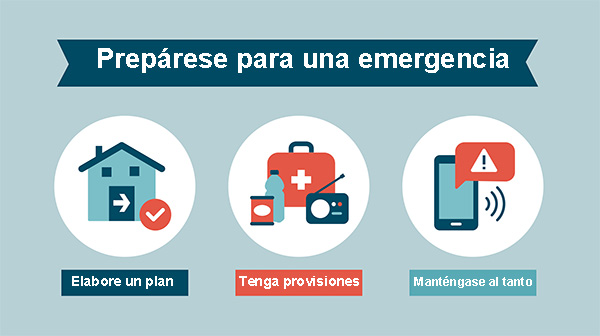 Prepárese para una emergencia
Elabore un plan
Tenga provisiones
Manténgase al tanto